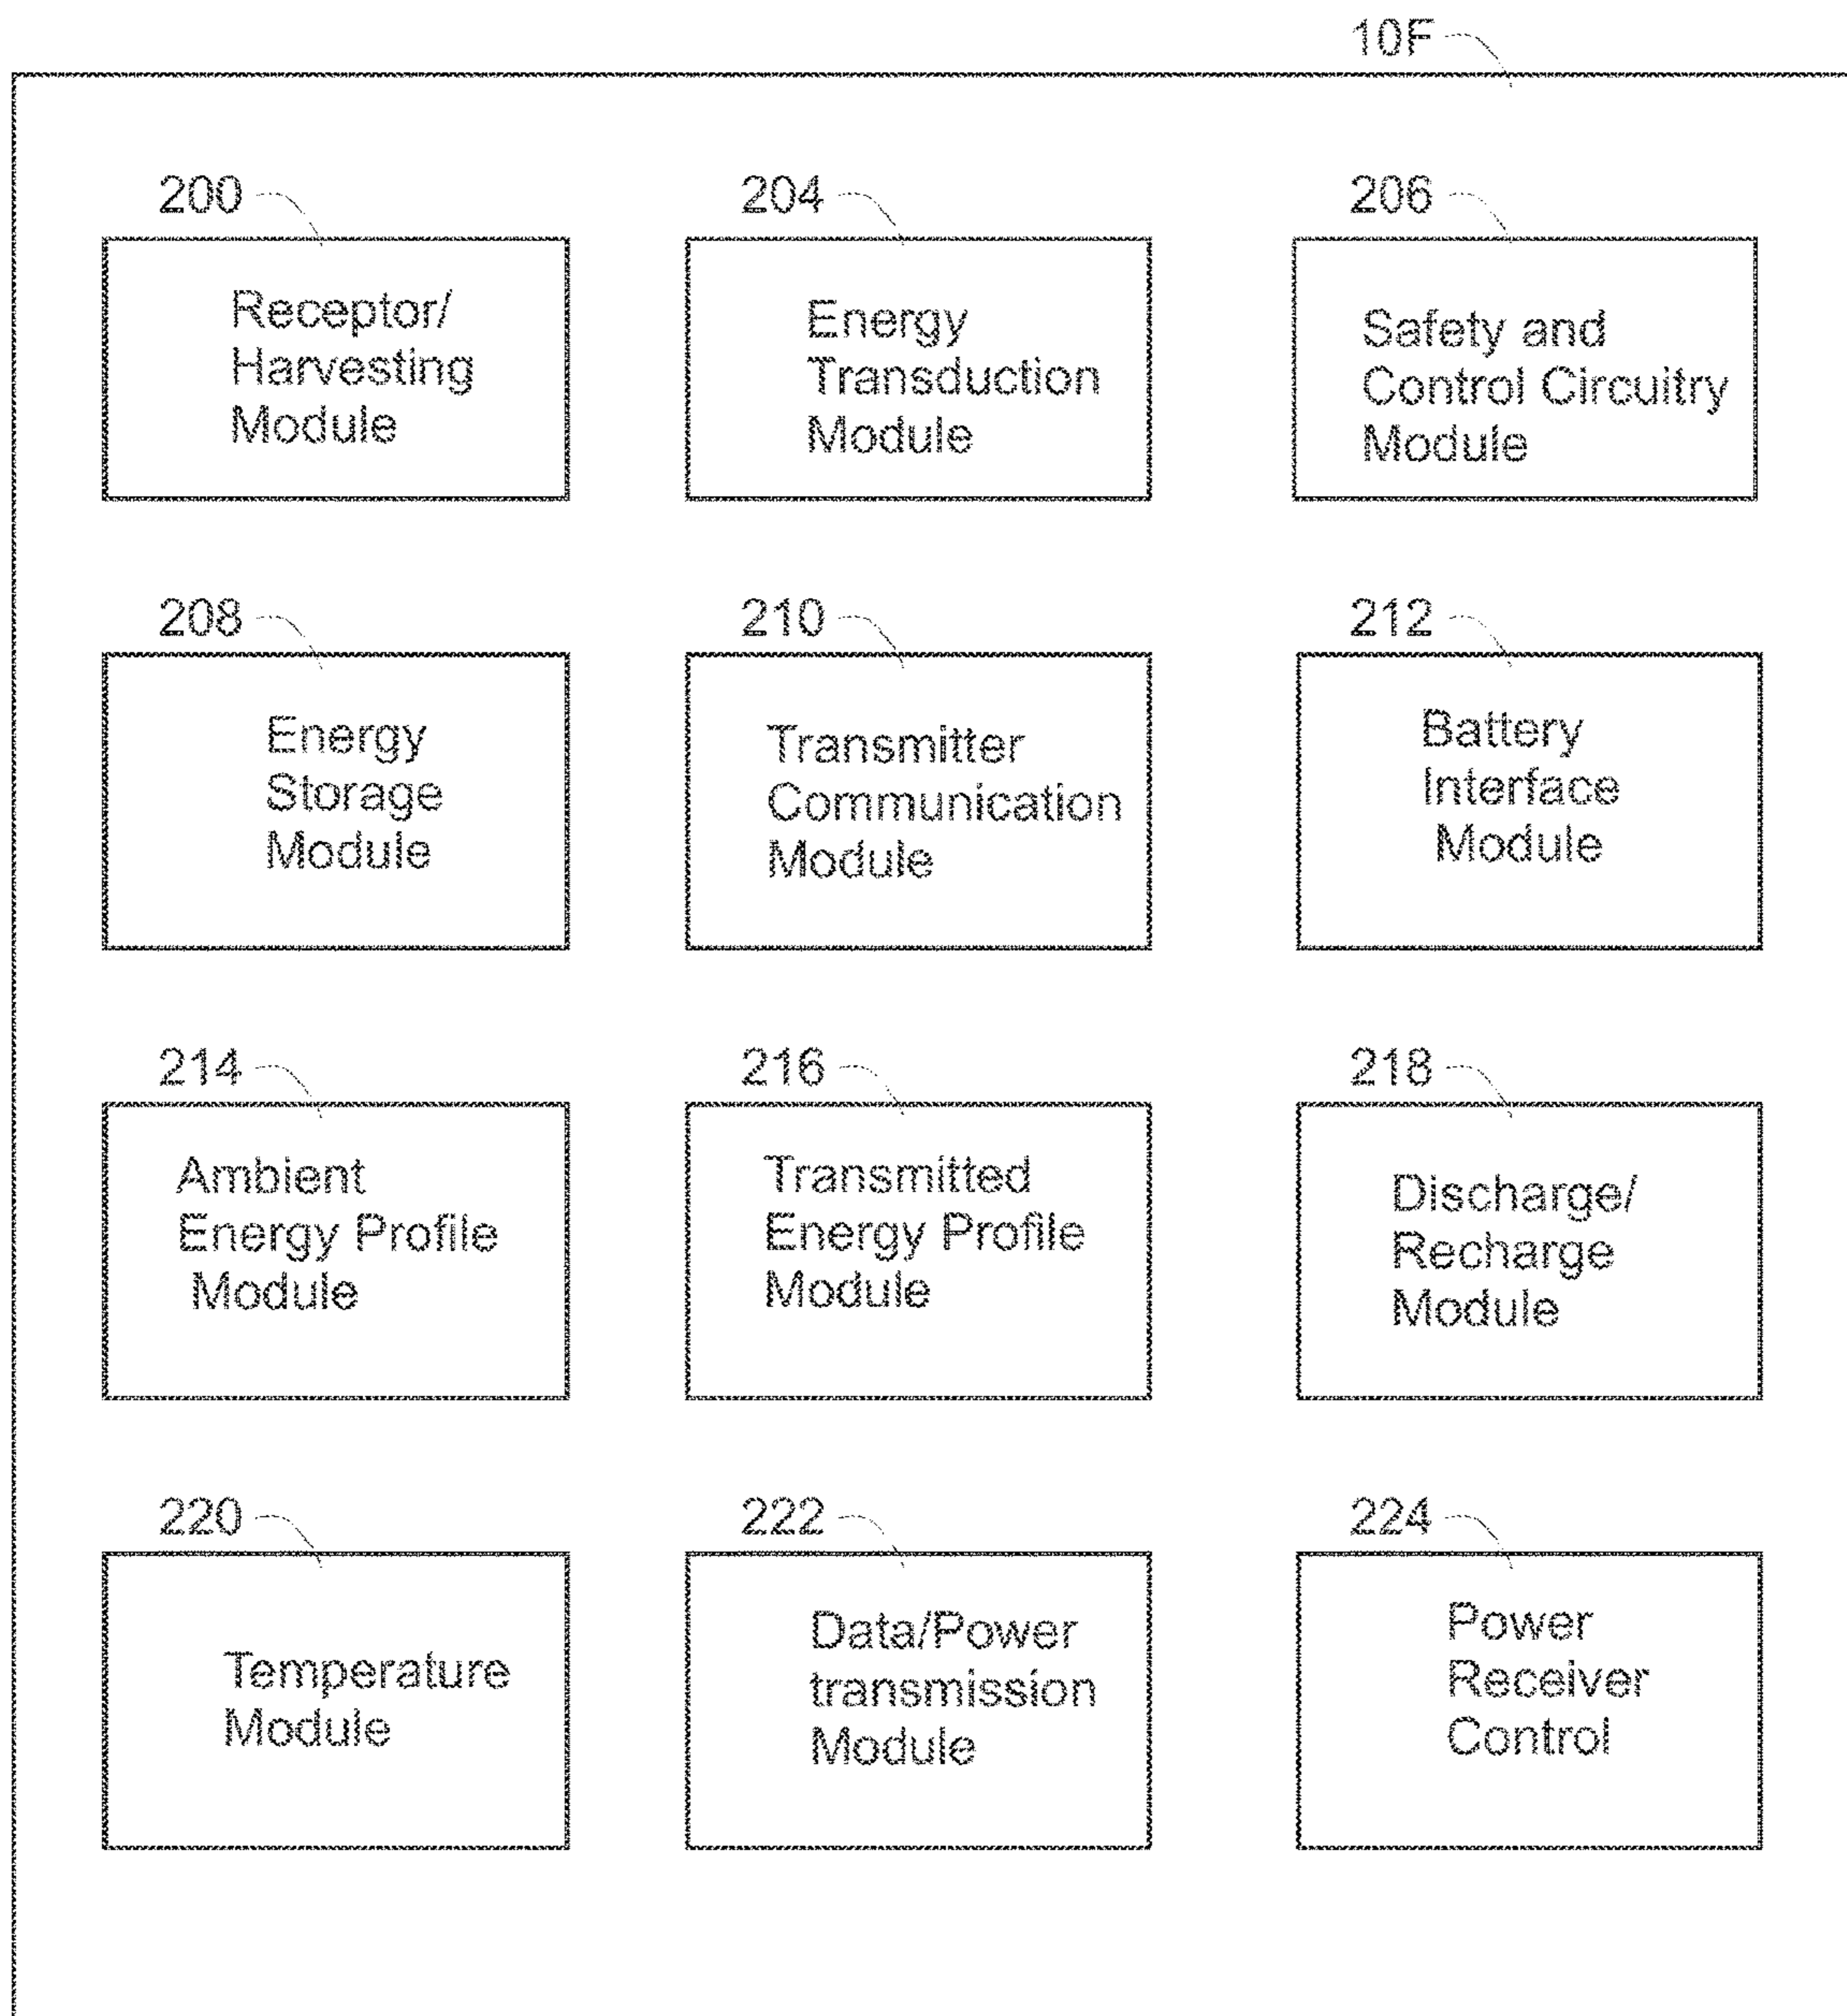 10F
200
Receptor/
Harvesting
Module
204
Energy
Transduction
Module
206
Safety and
Control Circuitry
Module
208
Energy
Storage
Module
210
Transmitter
Communication
Module
212
Battery
Interface
Module
214
Ambient
Energy Profile
Module
216
Transmitted
Energy Profile
Module
218
Discharge/
Recharge
Module
220
Temperature
Module
222
Data/Power
transmission
Module
224
Power
Receiver
Control